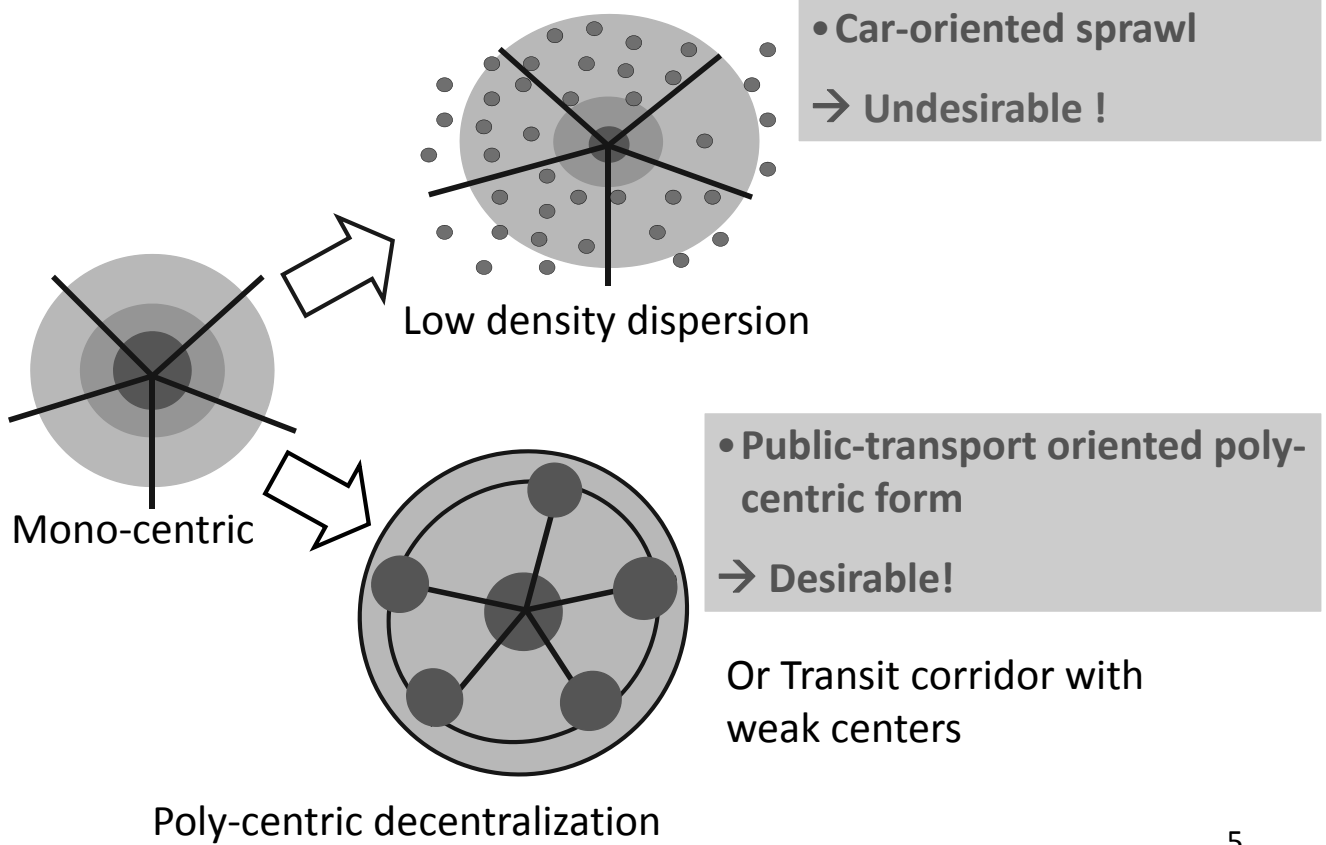 •Car-oriented sprawl
→ Undesirable !
Low density dispersion
Mono-centric
•Public-transport oriented poly-
centric form
→ Desirable!
Or Transit corridor with
weak centers
Poly-centric decentralization
5